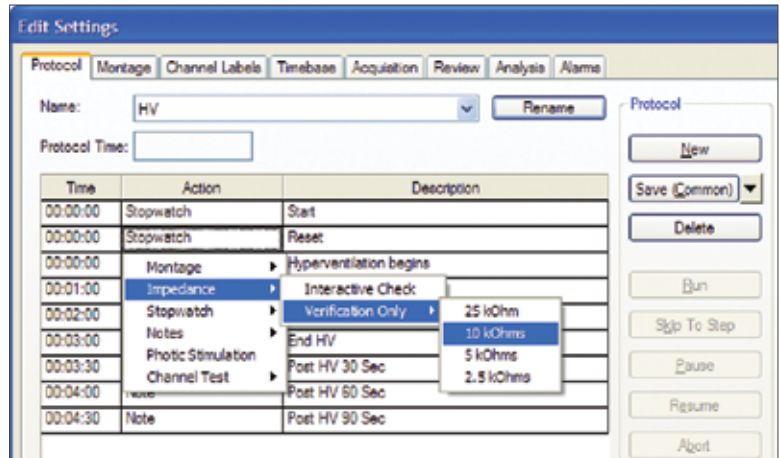 Edit Settings
Protocol Montage Channel Labels Timebase Acquisition Review Analysis Alarms
Name: HV Rename
Protocol Time:
Protocol
New
Save (Common)
Delete
Run
Skip To Step
Pause
Resume
Abort
Time Action Description
00:00:00 Stopwatch Start
00:00:00 Stopwatch Reset
00:00:00 Hyperventilation begins
00:01:00
00:02:00
00:03:00 End HV
00:03:30 Post HV 30 Sec
00:04:00 Note Post HV 60 Sec
00:04:30 Note Post HV 90 Sec
Montage
Impedance
Stopwatch
Notes
Photic Stimulation
Channel Test
Interactive Check
Verification Only
25 kOhm
10 kOhms
5 kOhms
2.5 kOhms